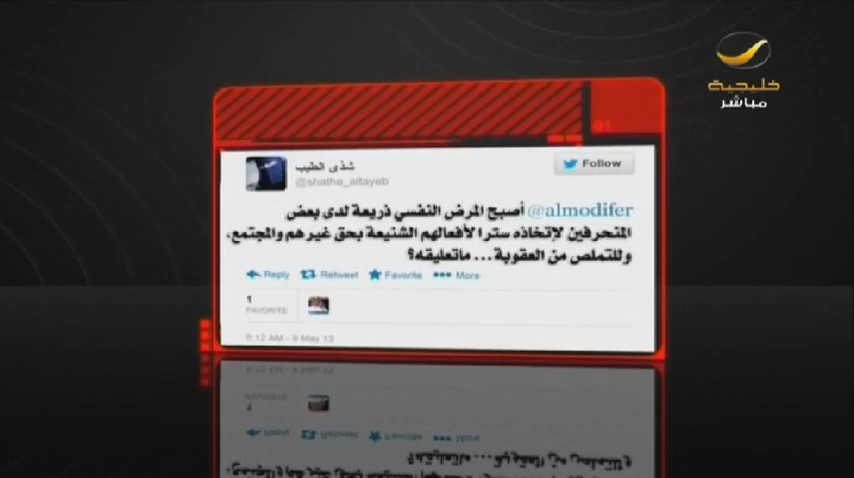 خليجية
مباشر
شذى الطيب
@shatha_altayeb
Follow
@almodifer أصبح المرض النفسي ذريعة لدى بعض
المنحرفين لإتخاذه سترا لأفعالهم الشنيعة بحق غيرهم والمجتمع،
وللتملص من العقوبة... ماتعليقه؟
Reply Retweet Favorite More
1
FAVORITE
5:12 AM - 9 May 13